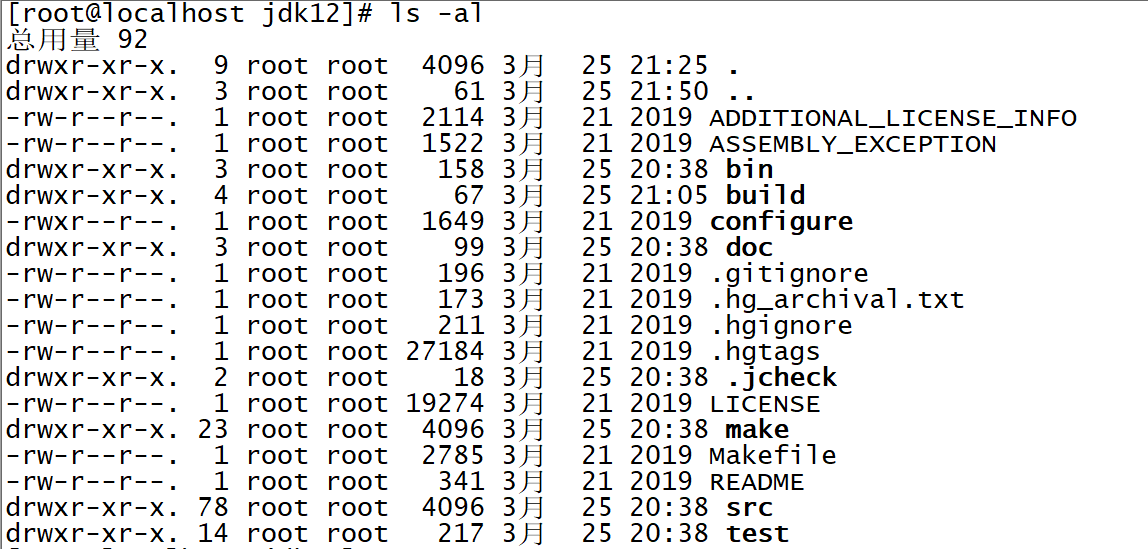 [root@localhost jdk12]# ls -al
总用量 92
drwxr-xr-x.  9 root root  4096 3月  25 21:25 .
drwxr-xr-x.  3 root root    61 3月  25 21:50 ..
-rw-r--r--.  1 root root  2114 3月  21 2019 ADDITIONAL_LICENSE_INFO
-rw-r--r--.  1 root root  1522 3月  21 2019 ASSEMBLY_EXCEPTION
drwxr-xr-x.  3 root root   158 3月  25 20:38 bin
drwxr-xr-x.  4 root root    67 3月  25 21:05 build
-rwxr--r--.  1 root root  1649 3月  21 2019 configure
drwxr-xr-x.  3 root root    99 3月  25 20:38 doc
-rw-r--r--.  1 root root   196 3月  21 2019 .gitignore
-rw-r--r--.  1 root root   173 3月  21 2019 .hg_archival.txt
-rw-r--r--.  1 root root   211 3月  21 2019 .hgignore
-rw-r--r--.  1 root root 27184 3月  21 2019 .hgtags
drwxr-xr-x.  2 root root    18 3月  25 20:38 .jcheck
-rw-r--r--.  1 root root 19274 3月  21 2019 LICENSE
drwxr-xr-x. 23 root root  4096 3月  25 20:38 make
-rw-r--r--.  1 root root  2785 3月  21 2019 Makefile
-rw-r--r--.  1 root root   341 3月  21 2019 README
drwxr-xr-x. 78 root root  4096 3月  25 20:38 src
drwxr-xr-x. 14 root root   217 3月  25 20:38 test